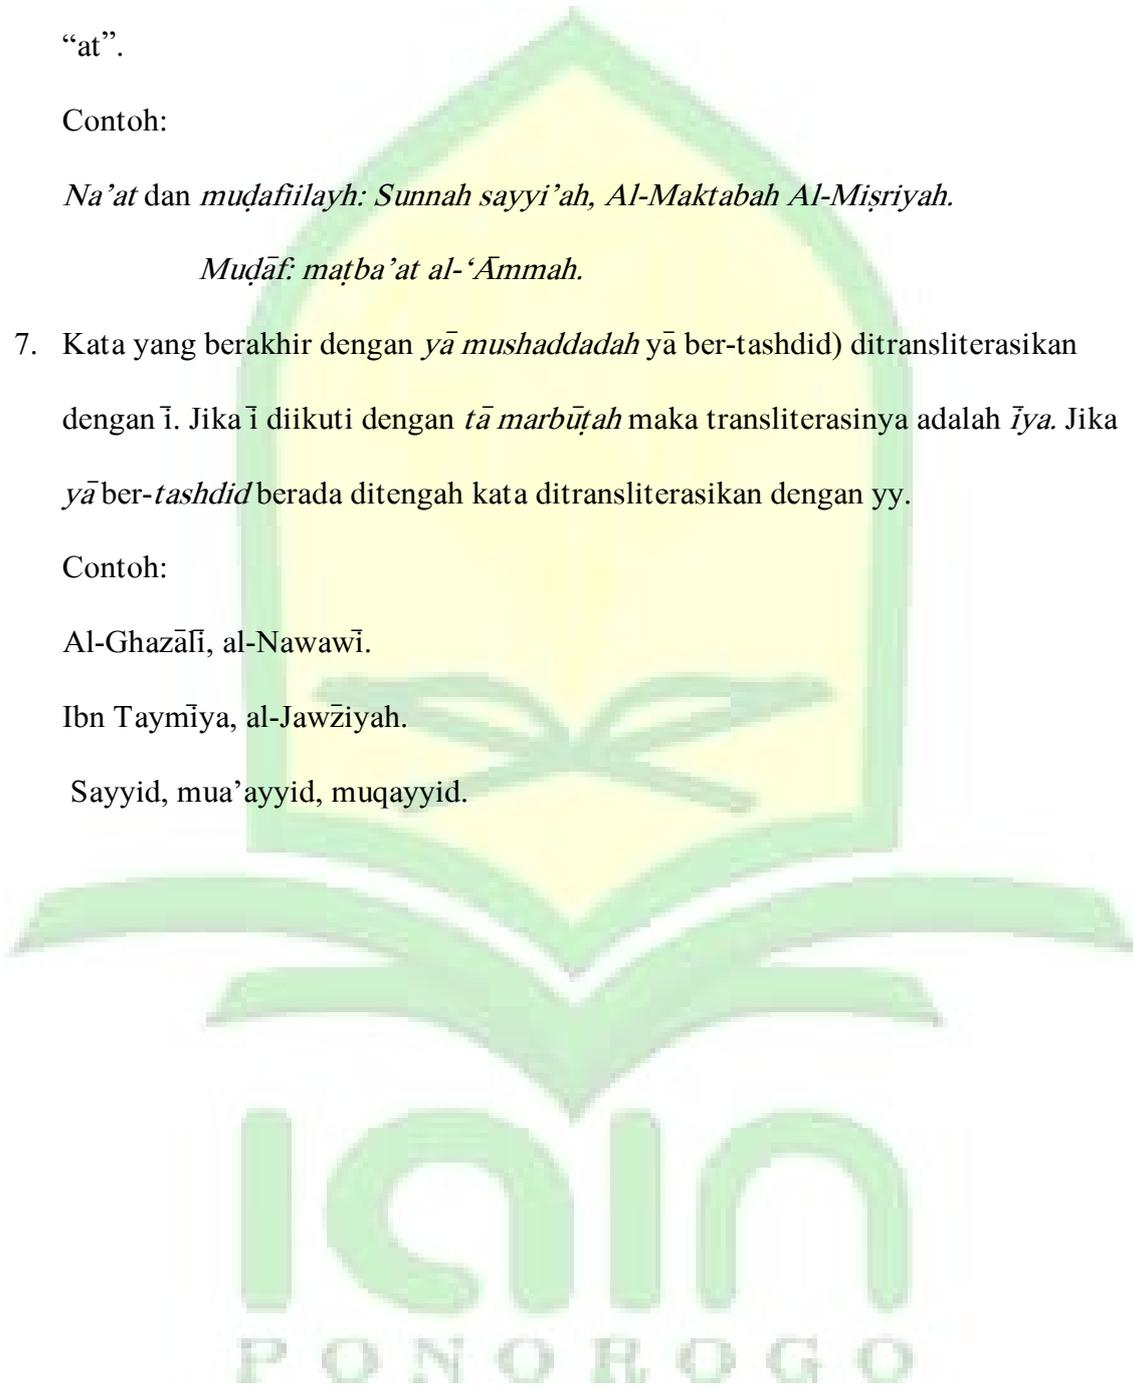 “at”.
Contoh:
Na’at dan muḍafiilayh: Sunnah sayyi’ah, Al-Maktabah Al-Miṣriyah.
Muḍāf: maṭba’at al-‘Āmmah.
7. Kata yang berakhir dengan yā mushaddadah yā ber-tashdid) ditransliterasikan
dengan ī. Jika ī diikuti dengan tā marbūṭah maka transliterasinya adalah īya. Jika
yā ber-tashdid berada ditengah kata ditransliterasikan dengan yy.
Contoh:
Al-Ghazālī, al-Nawawī.
Ibn Taymīya, al-Jawz̄iyah.
Sayyid, mua’ayyid, muqayyid.
iain
PONOROGO